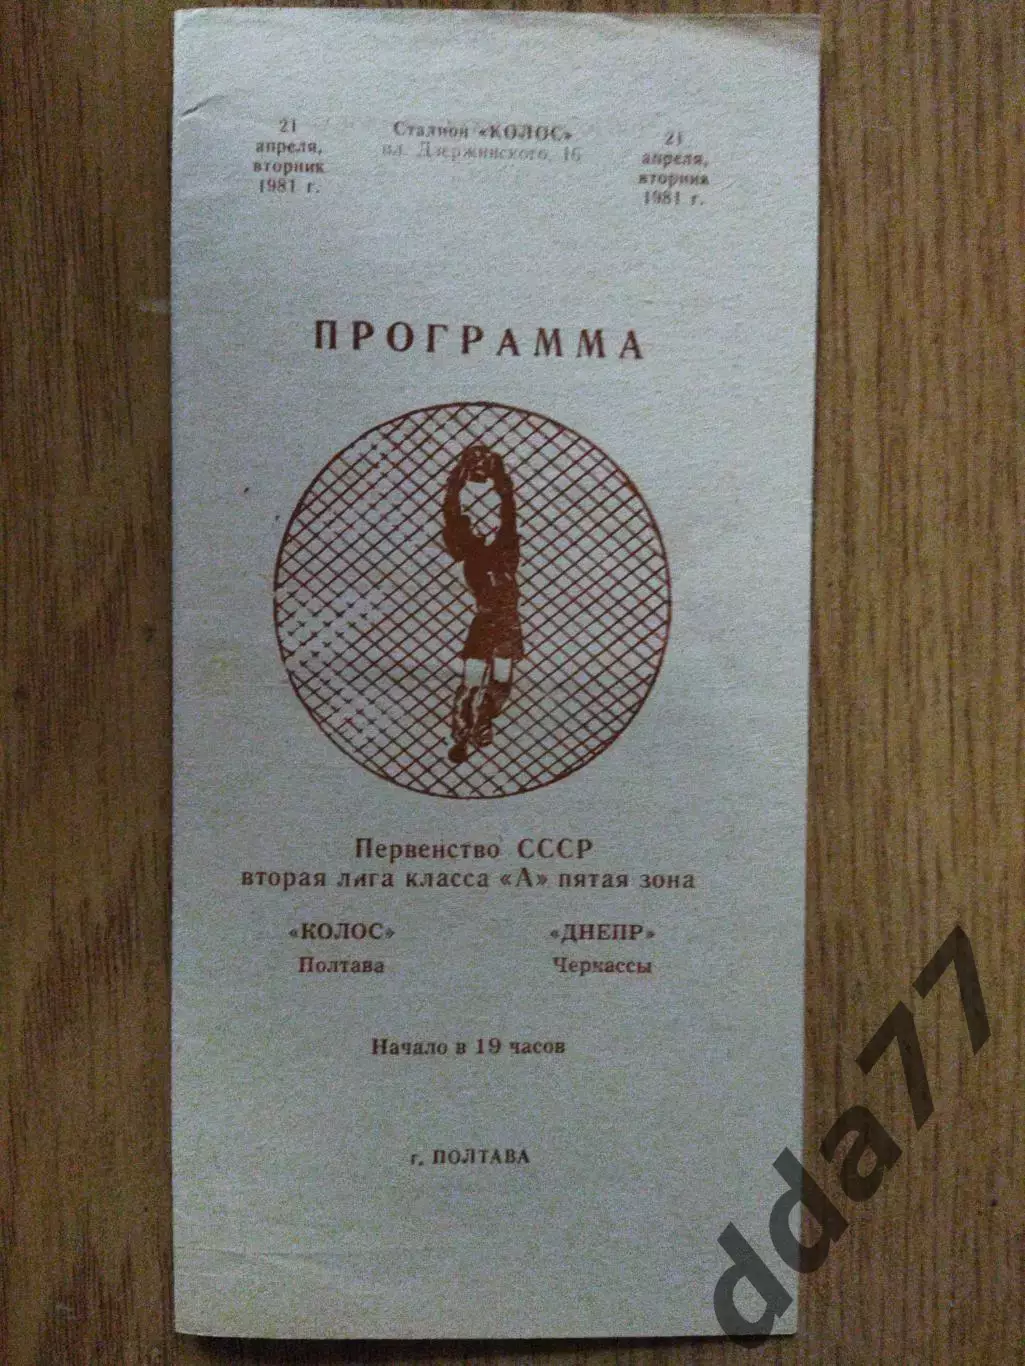 21
апреля,
вторник
1981 г.
Стадион «КОЛОС»
пл. Дзержинского, 16
21
апреля,
вторник
1981 г.
ПРОГРАММА
Первенство СССР
вторая лига класса «А» пятая зона
«КОЛОС» «ДНЕПР»
Полтава Черкассы
Начало в 19 часов
г. ПОЛТАВА
dda77